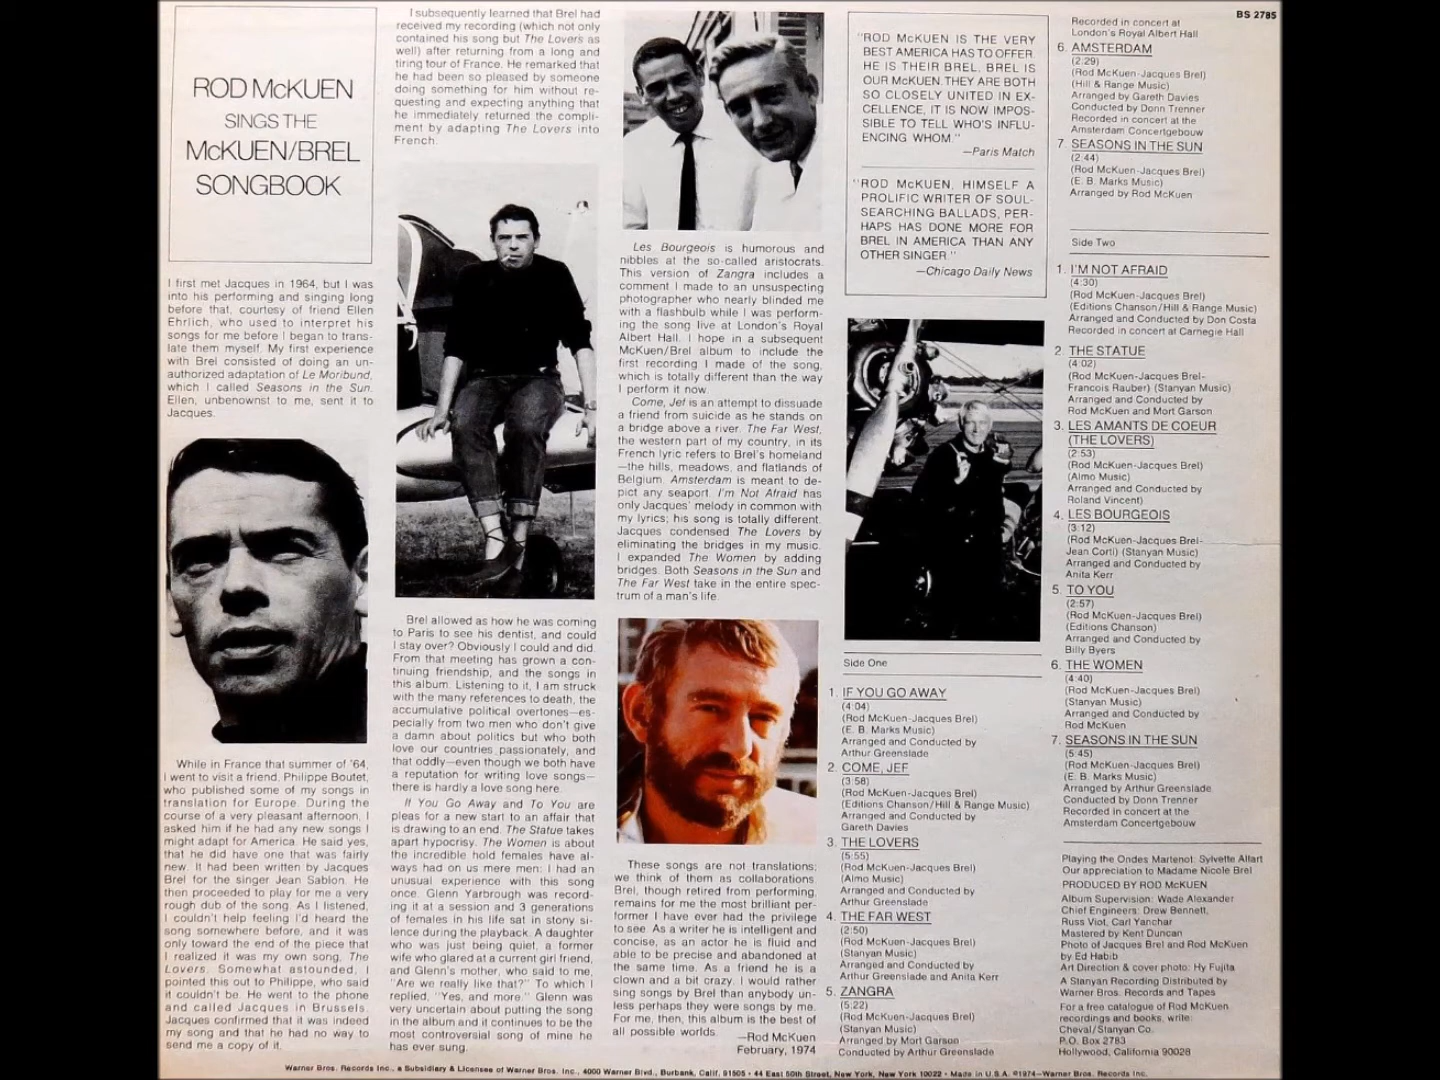 ROD McKUEN
SINGS THE
McKUEN/BREL
SONGBOOK
I first met Jacques in 1964, but I was
into his performing and singing long
before that, courtesy of friend Ellen
Ehrlich, who used to interpret his
songs for me before I began to trans-
late them myself. My first experience
with Brel consisted of doing an un-
authorized adaptation of Le Moribund,
which I called Seasons in the Sun.
Ellen, unbenownst to me, sent it to
Jacques.
While in France that summer of '64,
I went to visit a friend, Philippe Boutet,
who published some of my songs in
translation for Europe. During the
course of a very pleasant afternoon, I
asked him if he had any new songs I
might adapt for America. He said yes,
that he did have one that was fairly
new. It had been written by Jacques
Brel for the singer Jean Sablon. He
then proceeded to play for me a very
rough dub of the song. As I listened,
I couldn't help feeling I'd heard the
song somewhere before, and it was
only toward the end of the piece that
I realized it was my own song, The
Lovers. Somewhat astounded, I
pointed this out to Philippe, who said
it couldn't be. He went to the phone
and called Jacques in Brussels.
Jacques confirmed that it was indeed
my song and that he had no way to
send me a copy of it.
I subsequently learned that Brel had
received my recording (which not only
contained his song but The Lovers as
well) after returning from a long and
tiring tour of France. He remarked that
he had been so pleased by someone
doing something for him without re-
questing and expecting anything that
he immediately returned the compli-
ment by adapting The Lovers into
French.
Brel allowed as how he was coming
to Paris to see his dentist, and could
I stay over? Obviously I could and did.
From that meeting has grown a con-
tinuing friendship, and the songs in
this album. Listening to it, I am struck
with the many references to death, the
accumulative political overtones—es-
pecially from two men who don't give
a damn about politics but who both
love our countries passionately, and
that oddly—even though we both have
a reputation for writing love songs—
there is hardly a love song here.
If You Go Away and To You are
pleas for a new start to an affair that
is drawing to an end. The Statue takes
apart hypocrisy. The Women is about
the incredible hold females have al-
ways had on us mere men; I had an
unusual experience with this song
once. Glenn Yarbrough was record-
ing it at a session and 3 generations
of females in his life sat in stony si-
lence during the playback. A daughter
who was just being quiet, a former
wife who glared at a current girl friend,
and Glenn's mother, who said to me,
"Are we really like that?" To which I
replied, "Yes, and more." Glenn was
very uncertain about putting the song
in the album and it continues to be the
most controversial song of mine he
has ever sung.
Les Bourgeois is humorous and
nibbles at the so-called aristocrats.
This version of Zangra includes a
comment I made to an unsuspecting
photographer who nearly blinded me
with a flashbulb while I was perform-
ing the song live at London's Royal
Albert Hall. I hope in a subsequent
McKuen/Brel album to include the
first recording I made of the song,
which is totally different than the way
I perform it now.
Come, Jef is an attempt to dissuade
a friend from suicide as he stands on
a bridge above a river. The Far West,
the western part of my country, in its
French lyric refers to Brel's homeland
—the hills, meadows, and flatlands of
Belgium. Amsterdam is meant to de-
pict any seaport. I'm Not Afraid has
only Jacques' melody in common with
my lyrics; his song is totally different.
Jacques condensed The Lovers by
eliminating the bridges in my music.
I expanded The Women by adding
bridges. Both Seasons in the Sun and
The Far West take in the entire spec-
trum of a man's life.
These songs are not translations;
we think of them as collaborations.
Brel, though retired from performing,
remains for me the most brilliant per-
former I have ever had the privilege
to see. As a writer he is intelligent and
concise, as an actor he is fluid and
able to be precise and abandoned at
the same time. As a friend he is a
clown and a bit crazy. I would rather
sing songs by Brel than anybody un-
less perhaps they were songs by me.
For me, then, this album is the best of
all possible worlds.
—Rod McKuen
February, 1974
"ROD McKUEN IS THE VERY
BEST AMERICA HAS TO OFFER.
HE IS THEIR BREL. BREL IS
OUR McKUEN. THEY ARE BOTH
SO CLOSELY UNITED IN EX-
CELLENCE, IT IS NOW IMPOS-
SIBLE TO TELL WHO'S INFLU-
ENCING WHOM."
—Paris Match
"ROD McKUEN, HIMSELF A
PROLIFIC WRITER OF SOUL-
SEARCHING BALLADS, PER-
HAPS HAS DONE MORE FOR
BREL IN AMERICA THAN ANY
OTHER SINGER."
—Chicago Daily News
Side One
1. IF YOU GO AWAY
(4:04)
(Rod McKuen-Jacques Brel)
(E. B. Marks Music)
Arranged and Conducted by
Arthur Greenslade
2. COME, JEF
(3:58)
(Rod McKuen-Jacques Brel)
(Editions Chanson/Hill & Range Music)
Arranged and Conducted by
Gareth Davies
3. THE LOVERS
(5:55)
(Rod McKuen-Jacques Brel)
(Almo Music)
Arranged and Conducted by
Arthur Greenslade
4. THE FAR WEST
(2:50)
(Rod McKuen-Jacques Brel)
(Stanyan Music)
Arranged and Conducted by
Arthur Greenslade and Anita Kerr
5. ZANGRA
(5:22)
(Rod McKuen-Jacques Brel)
(Stanyan Music)
Arranged by Mort Garson
Conducted by Arthur Greenslade
BS 2785
Recorded in concert at
London's Royal Albert Hall
6. AMSTERDAM
(2:29)
(Rod McKuen-Jacques Brel)
(Hill & Range Music)
Arranged by Gareth Davies
Conducted by Donn Trenner
Recorded in concert at the
Amsterdam Concertgebouw
7. SEASONS IN THE SUN
(2:44)
(Rod McKuen-Jacques Brel)
(E. B. Marks Music)
Arranged by Rod McKuen
Side Two
1. I'M NOT AFRAID
(4:30)
(Rod McKuen-Jacques Brel)
(Editions Chanson/Hill & Range Music)
Arranged and Conducted by Don Costa
Recorded in concert at Carnegie Hall
2. THE STATUE
(4:02)
(Rod McKuen-Jacques Brel-
Francois Rauber) (Stanyan Music)
Arranged and Conducted by
Rod McKuen and Mort Garson
3. LES AMANTS DE COEUR
(THE LOVERS)
(2:53)
(Rod McKuen-Jacques Brel)
(Almo Music)
Arranged and Conducted by
Roland Vincent)
4. LES BOURGEOIS
(3:12)
(Rod McKuen-Jacques Brel-
Jean Corti) (Stanyan Music)
Arranged and Conducted by
Anita Kerr
5. TO YOU
(2:57)
(Rod McKuen-Jacques Brel)
(Editions Chanson)
Arranged and Conducted by
Billy Byers
6. THE WOMEN
(4:40)
(Rod McKuen-Jacques Brel)
(Stanyan Music)
Arranged and Conducted by
Rod McKuen
7. SEASONS IN THE SUN
(5:45)
(Rod McKuen-Jacques Brel)
(E. B. Marks Music)
Arranged by Arthur Greenslade
Conducted by Donn Trenner
Recorded in concert at the
Amsterdam Concertgebouw
Playing the Ondes Martenot: Sylvette Allart
Our appreciation to Madame Nicole Brel
PRODUCED BY ROD McKUEN
Album Supervision: Wade Alexander
Chief Engineers: Drew Bennett,
Russ Viot, Carl Yanchar
Mastered by Kent Duncan
Photo of Jacques Brel and Rod McKuen
by Ed Habib
Art Direction & cover photo: Hy Fujita
A Stanyan Recording Distributed by
Warner Bros. Records and Tapes
For a free catalogue of Rod McKuen
recordings and books, write:
Cheval/Stanyan Co.
P.O. Box 2783
Hollywood, California 90028
Warner Bros. Records Inc., a Subsidiary & Licensee of Warner Bros. Inc., 4000 Warner Blvd., Burbank, Calif. 91505 • 44 East 50th Street, New York, New York 10022 • Made in U.S.A. ©1974—Warner Bros. Records Inc.